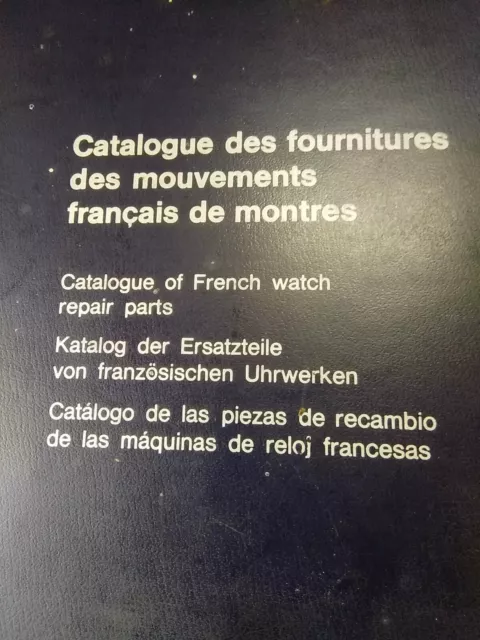 Catalogue des fournitures
des mouvements
français de montres
Catalogue of French watch
repair parts
Katalog der Ersatzteile
von französischen Uhrwerken
Catálogo de las piezas de recambio
de las máquinas de reloj francesas